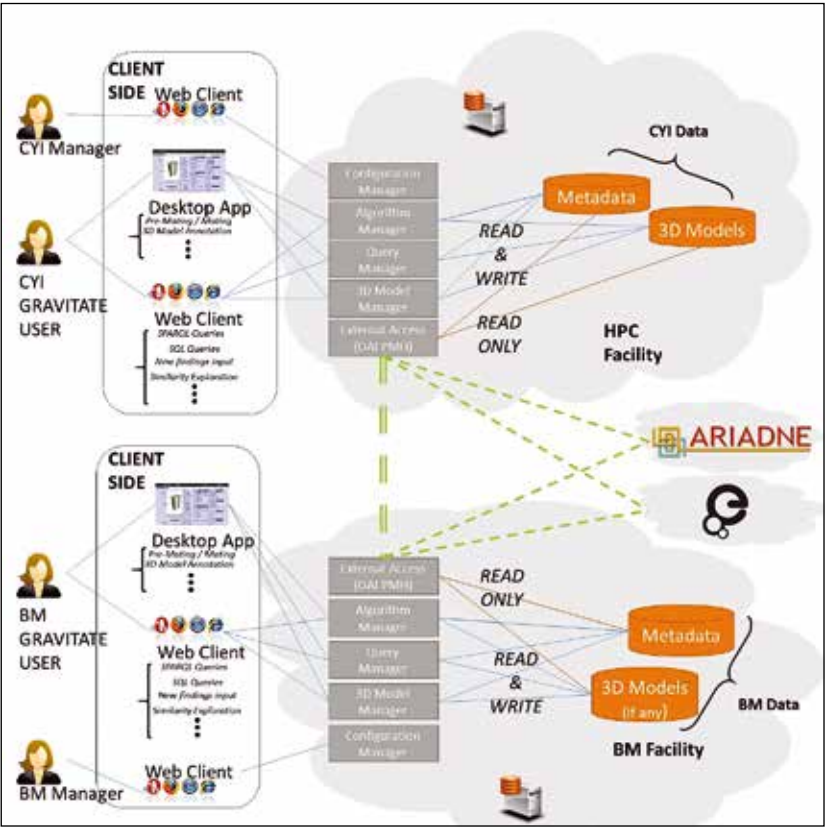 CLIENT
SIDE
Web Client
CYI Manager
Desktop App
Pre-Mating / Mating
3D Model Annotation
CYI
GRAVITATE
USER
Web Client
SPARQL Queries
SQL Queries
New findings input
Similarity Exploration
Configuration
Manager
Algorithm
Manager
Query
Manager
3D Model
Manager
External Access
(OAI PMH)
READ
&
WRITE
READ
ONLY
CYI Data
Metadata
3D Models
HPC
Facility
ARIADNE
CLIENT
SIDE
Desktop App
Pre-Mating / Mating
3D Model Annotation
BM
GRAVITATE
USER
Web Client
SPARQL Queries
SQL Queries
New findings input
Similarity Exploration
Web Client
BM Manager
External Access
(OAI PMH)
Algorithm
Manager
Query
Manager
3D Model
Manager
Configuration
Manager
READ
ONLY
READ
&
WRITE
Metadata
3D Models
(if any)
BM Data
BM Facility